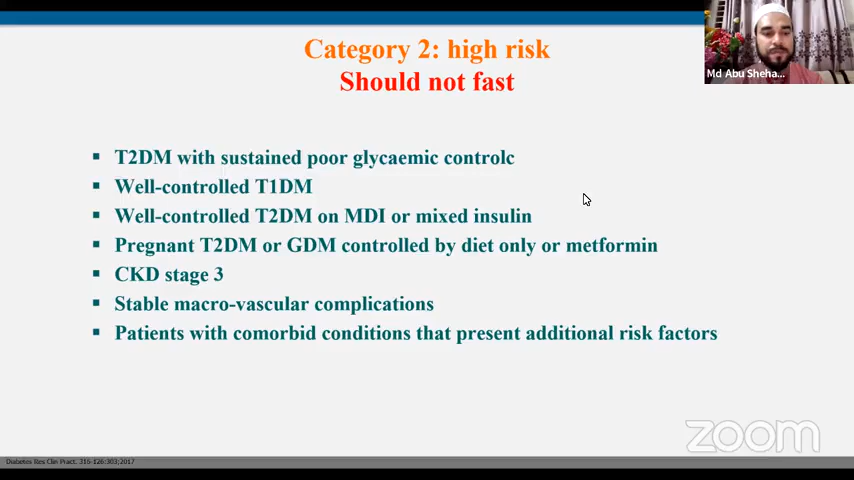 Category 2: high risk
Should not fast
Md Abu Sheha...
▪ T2DM with sustained poor glycaemic controlc
▪ Well-controlled T1DM
▪ Well-controlled T2DM on MDI or mixed insulin
▪ Pregnant T2DM or GDM controlled by diet only or metformin
▪ CKD stage 3
▪ Stable macro-vascular complications
▪ Patients with comorbid conditions that present additional risk factors
zoom
Diabetes Res Clin Pract. 316-126:303;2017